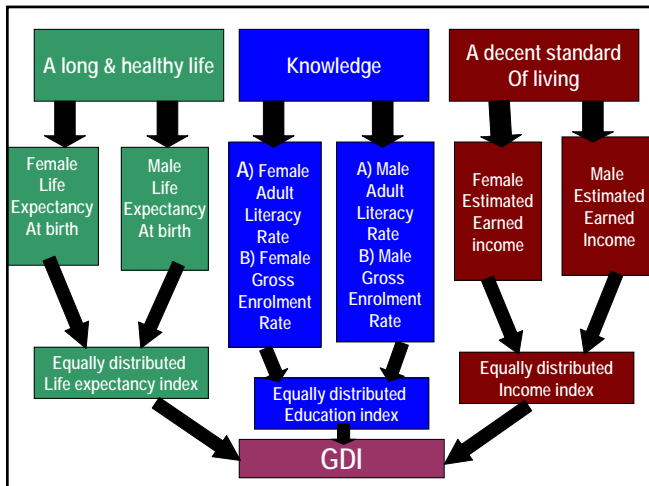 A long & healthy life
Knowledge
A decent standard
Of living
Female
Life
Expectancy
At birth
Male
Life
Expectancy
At birth
A) Female
Adult
Literacy
Rate
B) Female
Gross
Enrolment
Rate
A) Male
Adult
Literacy
Rate
B) Male
Gross
Enrolment
Rate
Female
Estimated
Earned
income
Male
Estimated
Earned
Income
Equally distributed
Life expectancy index
Equally distributed
Education index
Equally distributed
Income index
GDI